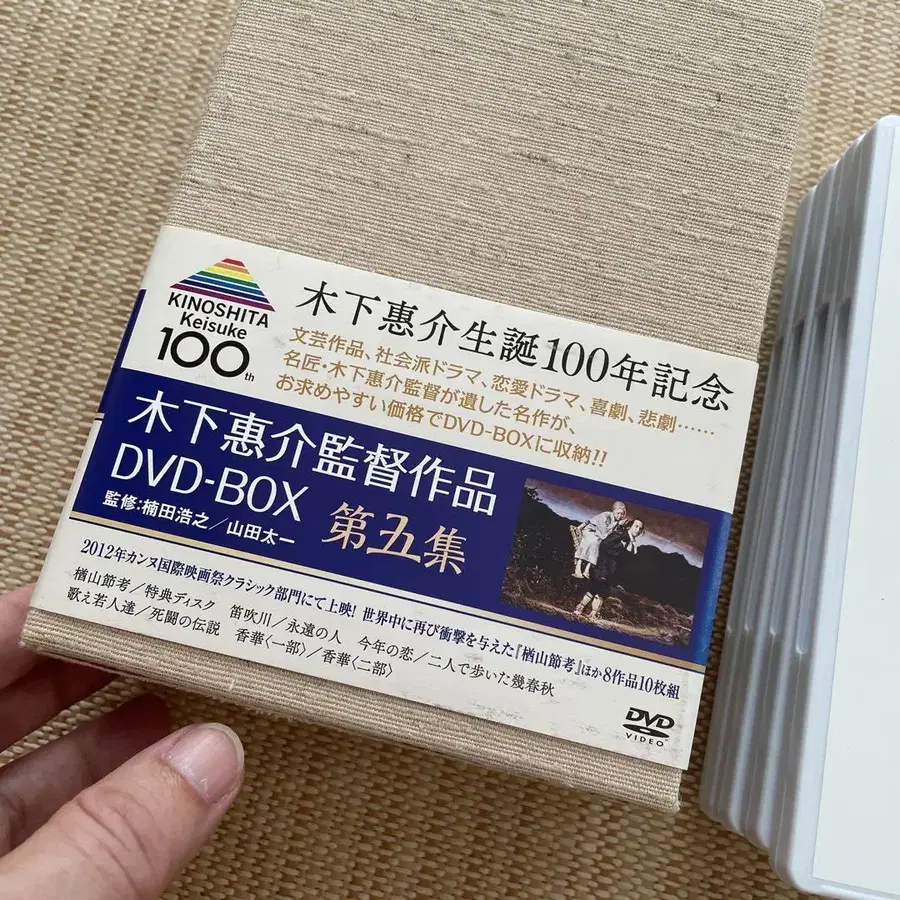 KINOSHITA
Keisuke
100th
木下惠介生誕100年記念
文芸作品、社会派ドラマ、恋愛ドラマ、喜劇、悲劇……
名匠・木下惠介監督が遺した名作が、
お求めやすい価格でDVD-BOXに収納!!
木下惠介監督作品
DVD-BOX 第五集
監修:楠田浩之/山田太一
2012年カンヌ国際映画祭クラシック部門にて上映! 世界中に再び衝撃を与えた『楢山節考』ほか8作品10枚組
楢山節考/特典ディスク 笛吹川/永遠の人 今年の恋/二人で歩いた幾春秋
歌え若人達/死闘の伝説 香華〈一部〉/香華〈二部〉
DVD
VIDEO